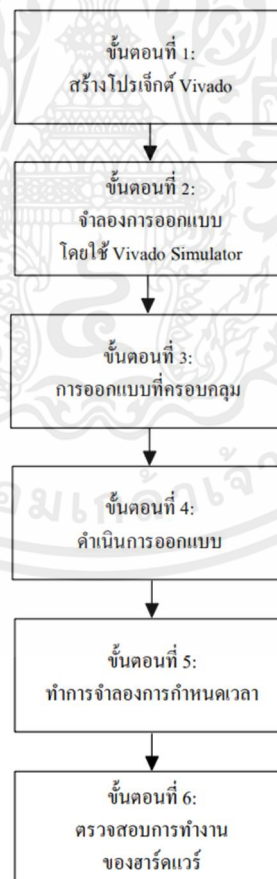 ขั้นตอนที่ 1:
สร้างโปรเจ็กต์ Vivado
ขั้นตอนที่ 2:
จำลองการออกแบบ
โดยใช้ Vivado Simulator
ขั้นตอนที่ 3:
การออกแบบที่ครอบคลุม
ขั้นตอนที่ 4:
ดำเนินการออกแบบ
ขั้นตอนที่ 5:
ทำการจำลองการกำหนดเวลา
ขั้นตอนที่ 6:
ตรวจสอบการทำงาน
ของฮาร์ดแวร์